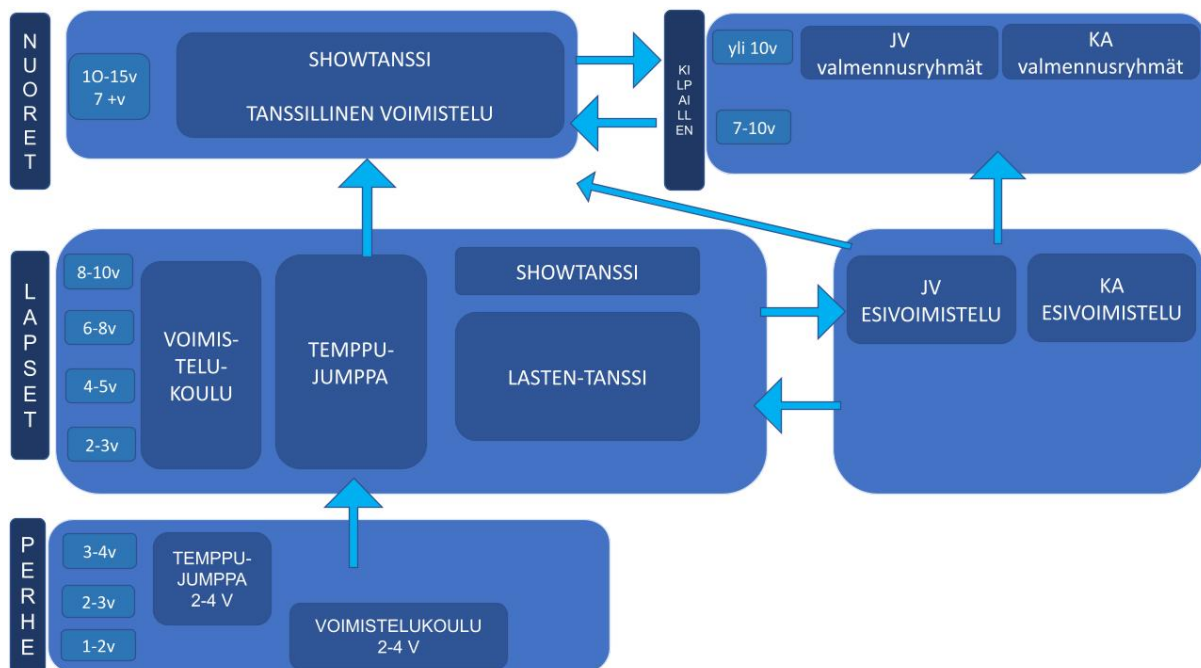 NUORET
10-15v
7 +v
SHOWTANSSI
TANSSILLINEN VOIMISTELU
KI
LP
AI
LL
EN
yli 10v
7-10v
JV
valmennusryhmät
KA
valmennusryhmät
LAPSET
8-10v
6-8v
4-5v
2-3v
VOIMIS-
TELU-
KOULU
TEMPPU-
JUMPPA
SHOWTANSSI
LASTEN-TANSSI
JV
ESIVOIMISTELU
KA
ESIVOIMISTELU
PERHE
3-4v
2-3v
1-2v
TEMPPU-
JUMPPA
2-4 V
VOIMISTELUKOULU
2-4 V